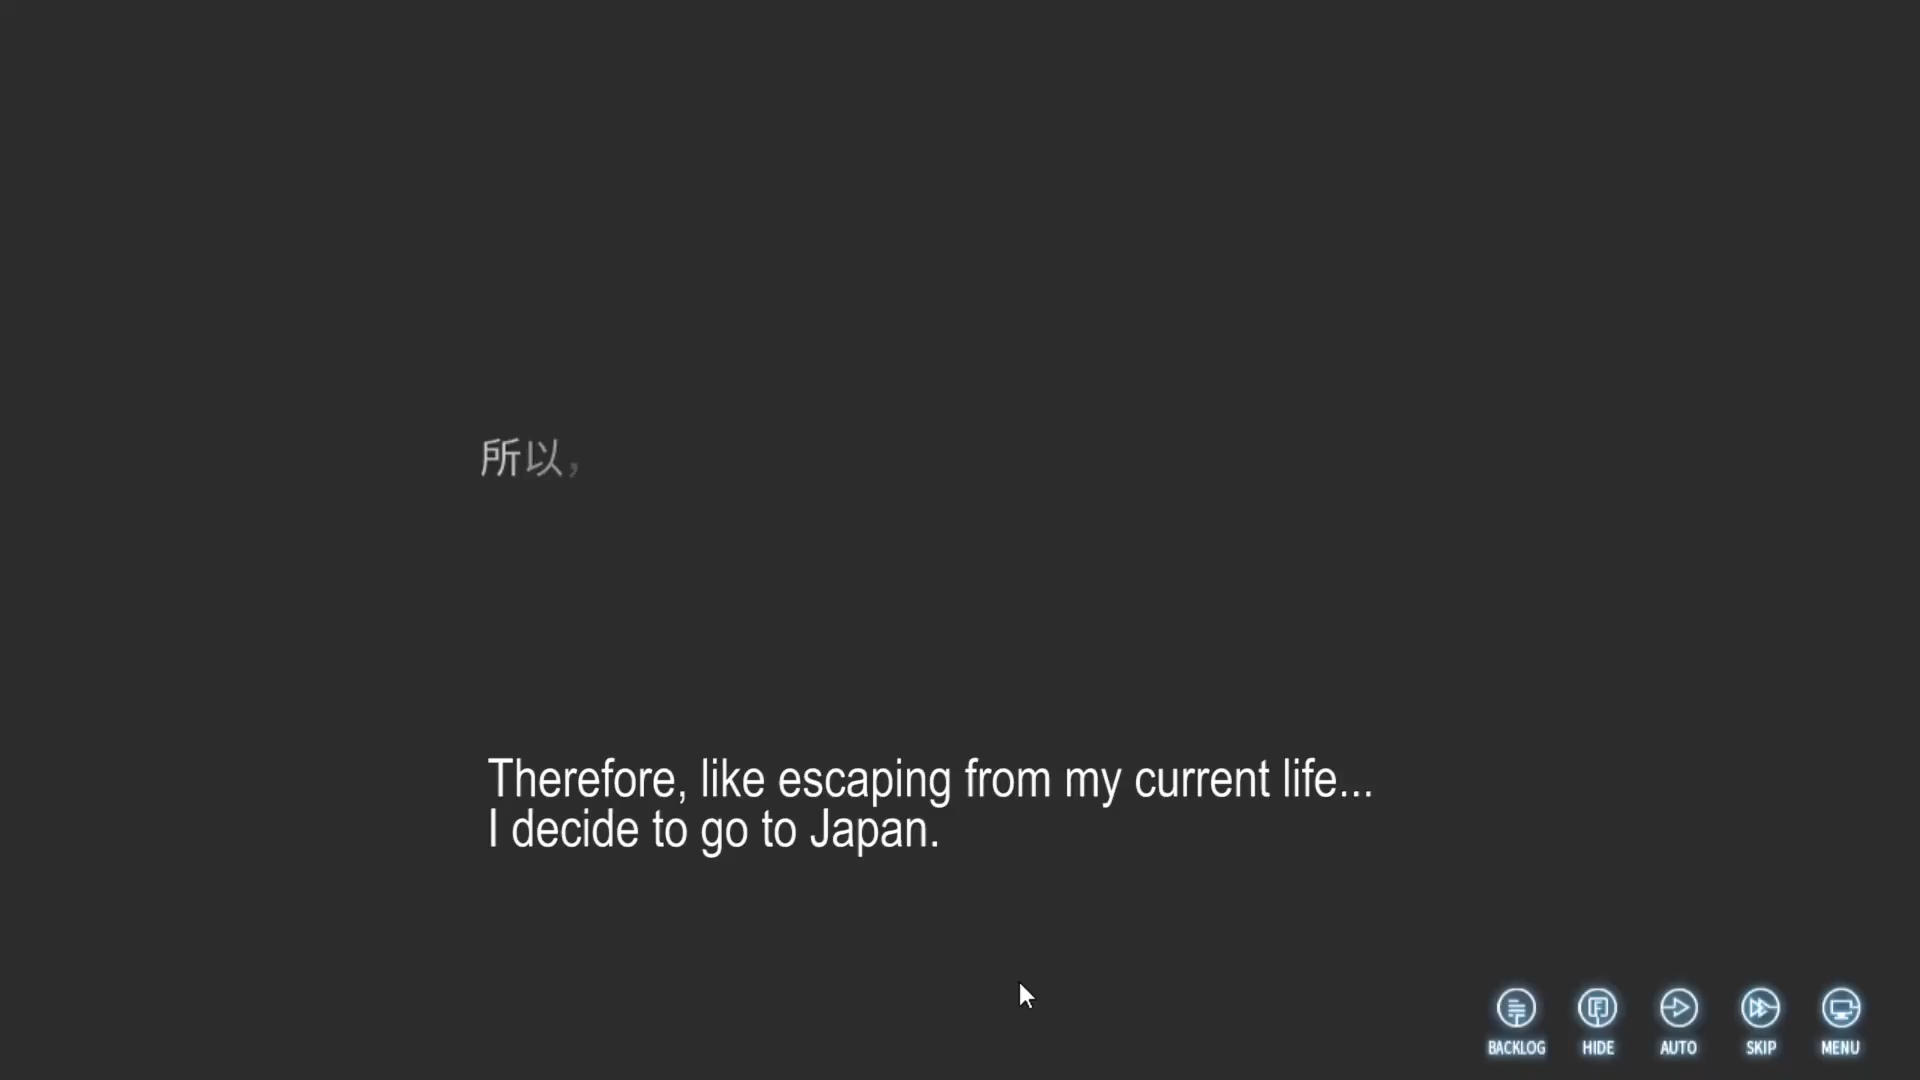 所以，
Therefore, like escaping from my current life...
I decide to go to Japan.
BACKLOG HIDE AUTO SKIP MENU